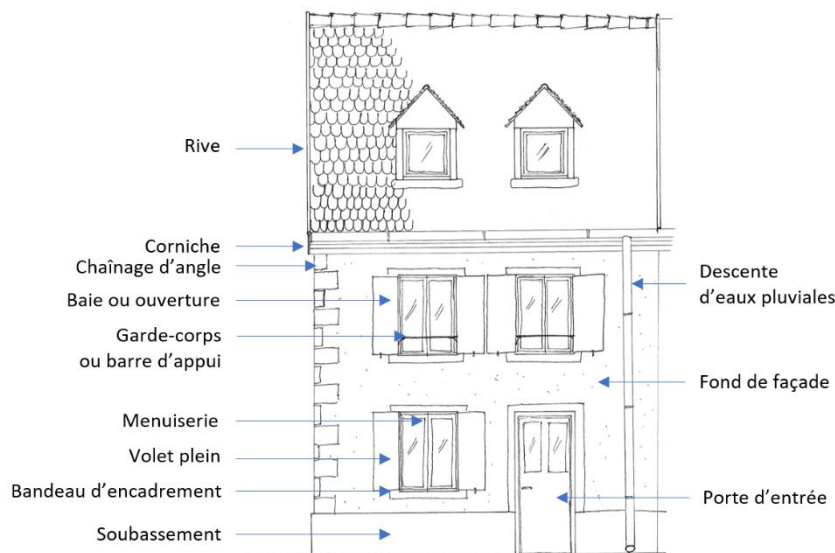 Rive
Corniche
Chaînage d'angle
Baie ou ouverture
Garde-corps
ou barre d'appui
Menuiserie
Volet plein
Bandeau d'encadrement
Soubassement
Descente
d'eaux pluviales
Fond de façade
Porte d'entrée